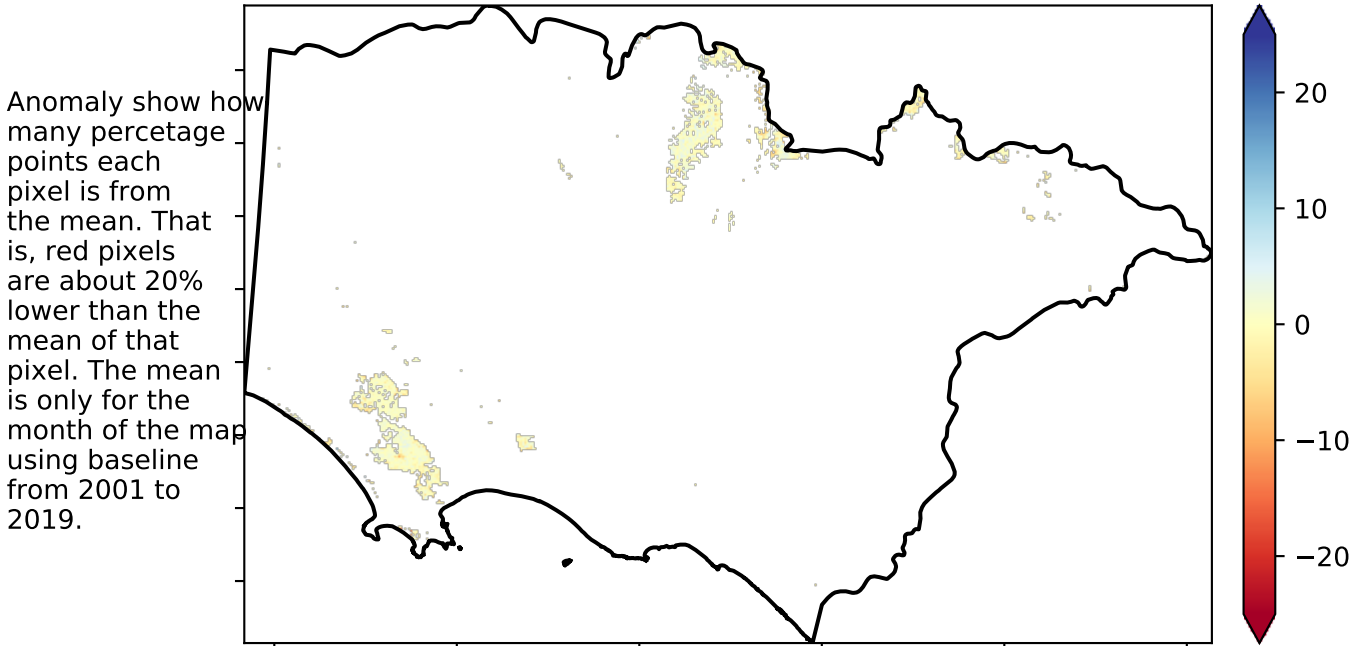 Anomaly show how
many percetage
points each
pixel is from
the mean. That
is, red pixels
are about 20%
lower than the
mean of that
pixel. The mean
is only for the
month of the map
using baseline
from 2001 to
2019.
20
10
0
−10
−20